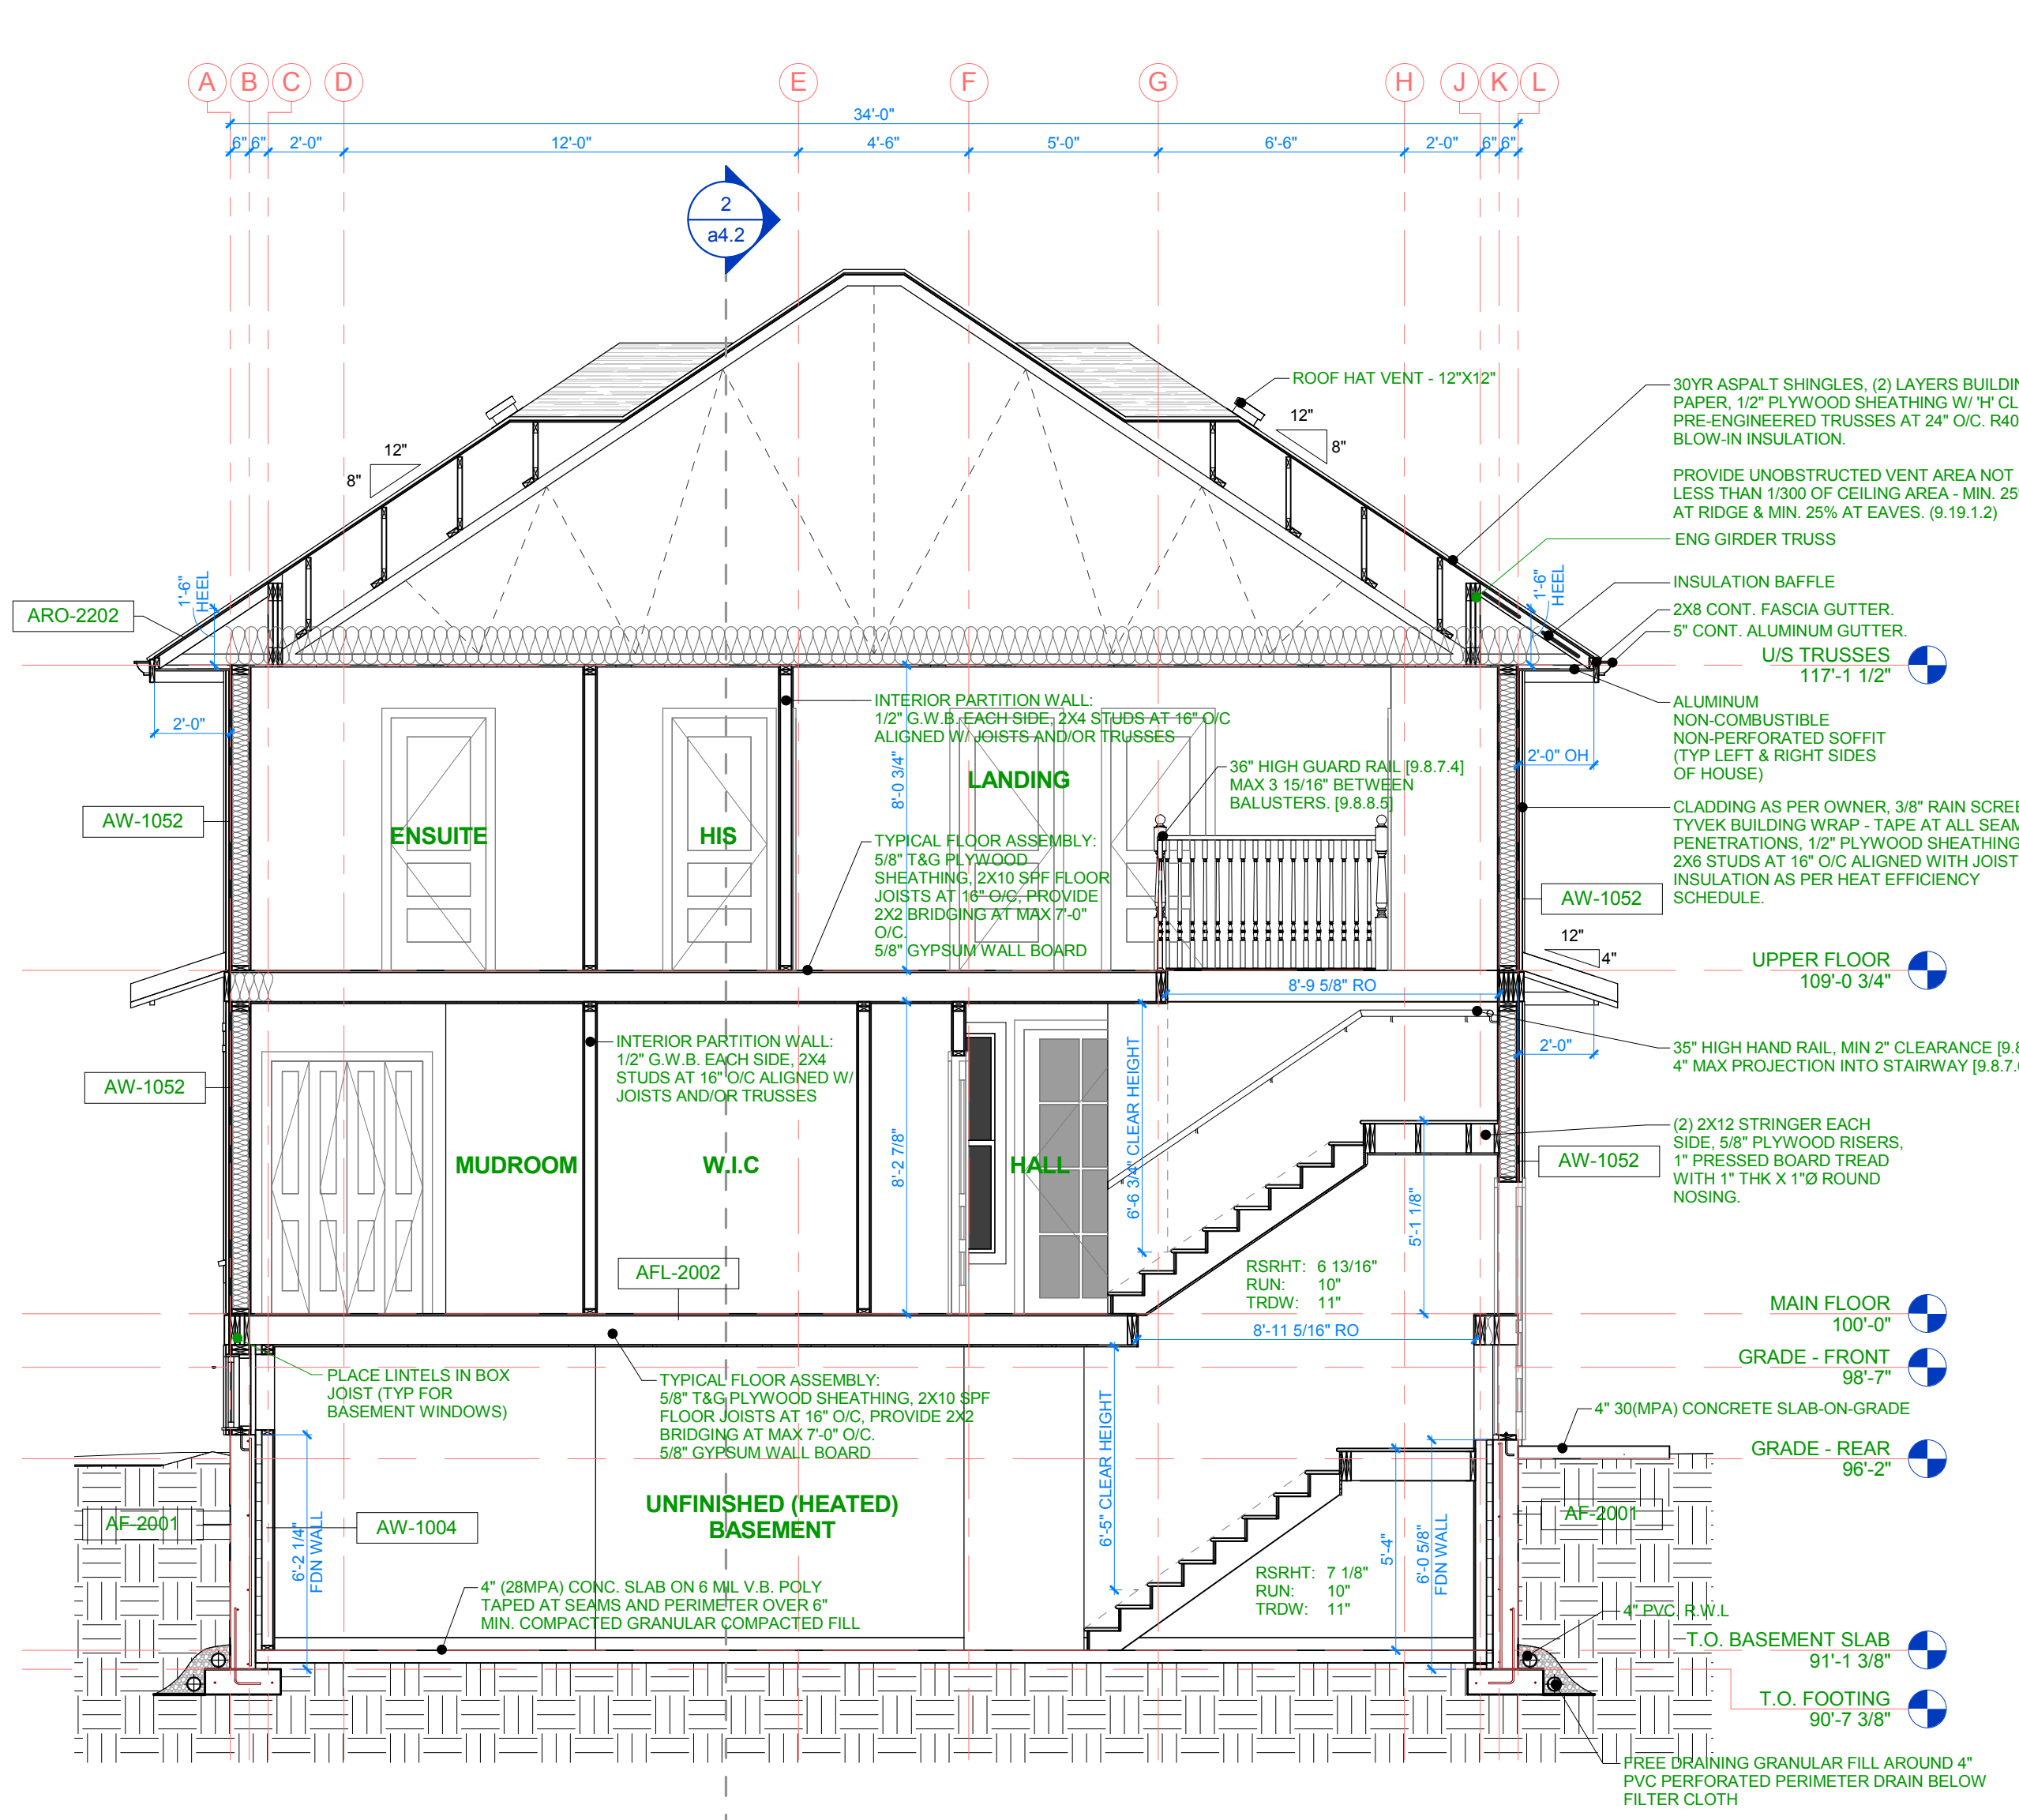 A B C D E F G H J K L
34'-0"
6" 6" 2'-0" 12'-0" 4'-6" 5'-0" 6'-6" 2'-0" 6" 6"
2
a4.2
ROOF HAT VENT - 12"X12"
12"
8"
12"
8"
30YR ASPALT SHINGLES, (2) LAYERS BUILDIN
PAPER, 1/2" PLYWOOD SHEATHING W/ 'H' CL
PRE-ENGINEERED TRUSSES AT 24" O/C. R40
BLOW-IN INSULATION.
PROVIDE UNOBSTRUCTED VENT AREA NOT
LESS THAN 1/300 OF CEILING AREA - MIN. 25
AT RIDGE & MIN. 25% AT EAVES. (9.19.1.2)
ENG GIRDER TRUSS
INSULATION BAFFLE
2X8 CONT. FASCIA GUTTER.
5" CONT. ALUMINUM GUTTER.
1'-6"
HEEL
1'-6"
HEEL
ARO-2202
U/S TRUSSES
117'-1 1/2"
ALUMINUM
NON-COMBUSTIBLE
NON-PERFORATED SOFFIT
(TYP LEFT & RIGHT SIDES
OF HOUSE)
2'-0"
2'-0" OH
INTERIOR PARTITION WALL:
1/2" G.W.B. EACH SIDE, 2X4 STUDS AT 16" O/C
ALIGNED W/ JOISTS AND/OR TRUSSES
8'-0 3/4"
LANDING
36" HIGH GUARD RAIL [9.8.7.4]
MAX 3 15/16" BETWEEN
BALUSTERS. [9.8.8.5]
CLADDING AS PER OWNER, 3/8" RAIN SCREE
TYVEK BUILDING WRAP - TAPE AT ALL SEAM
PENETRATIONS, 1/2" PLYWOOD SHEATHING
2X6 STUDS AT 16" O/C ALIGNED WITH JOIST
INSULATION AS PER HEAT EFFICIENCY
SCHEDULE.
AW-1052
ENSUITE
HIS
TYPICAL FLOOR ASSEMBLY:
5/8" T&G PLYWOOD
SHEATHING, 2X10 SPF FLOOR
JOISTS AT 16" O/C, PROVIDE
2X2 BRIDGING AT MAX 7'-0"
O/C.
5/8" GYPSUM WALL BOARD
AW-1052
12"
4"
UPPER FLOOR
109'-0 3/4"
8'-9 5/8" RO
INTERIOR PARTITION WALL:
1/2" G.W.B. EACH SIDE, 2X4
STUDS AT 16" O/C ALIGNED W/
JOISTS AND/OR TRUSSES
2'-0"
35" HIGH HAND RAIL, MIN 2" CLEARANCE [9.8
4" MAX PROJECTION INTO STAIRWAY [9.8.7.
AW-1052
8'-2 7/8"
6'-6 3/4" CLEAR HEIGHT
(2) 2X12 STRINGER EACH
SIDE, 5/8" PLYWOOD RISERS,
1" PRESSED BOARD TREAD
WITH 1" THK X 1"Ø ROUND
NOSING.
AW-1052
MUDROOM
W.I.C
HALL
5'-1 1/8"
AFL-2002
RSRHT: 6 13/16"
RUN: 10"
TRDW: 11"
MAIN FLOOR
100'-0"
8'-11 5/16" RO
GRADE - FRONT
98'-7"
PLACE LINTELS IN BOX
JOIST (TYP FOR
BASEMENT WINDOWS)
TYPICAL FLOOR ASSEMBLY:
5/8" T&G PLYWOOD SHEATHING, 2X10 SPF
FLOOR JOISTS AT 16" O/C, PROVIDE 2X2
BRIDGING AT MAX 7'-0" O/C.
5/8" GYPSUM WALL BOARD
4" 30(MPA) CONCRETE SLAB-ON-GRADE
GRADE - REAR
96'-2"
6'-5" CLEAR HEIGHT
UNFINISHED (HEATED)
BASEMENT
AF-2001
AW-1004
AF-2001
6'-2 1/4"
FDN WALL
5'-4"
6'-0 5/8"
FDN WALL
4" (28MPA) CONC. SLAB ON 6 MIL V.B. POLY
TAPED AT SEAMS AND PERIMETER OVER 6"
MIN. COMPACTED GRANULAR COMPACTED FILL
RSRHT: 7 1/8"
RUN: 10"
TRDW: 11"
4" PVC. R.W.L
T.O. BASEMENT SLAB
91'-1 3/8"
T.O. FOOTING
90'-7 3/8"
FREE DRAINING GRANULAR FILL AROUND 4"
PVC PERFORATED PERIMETER DRAIN BELOW
FILTER CLOTH